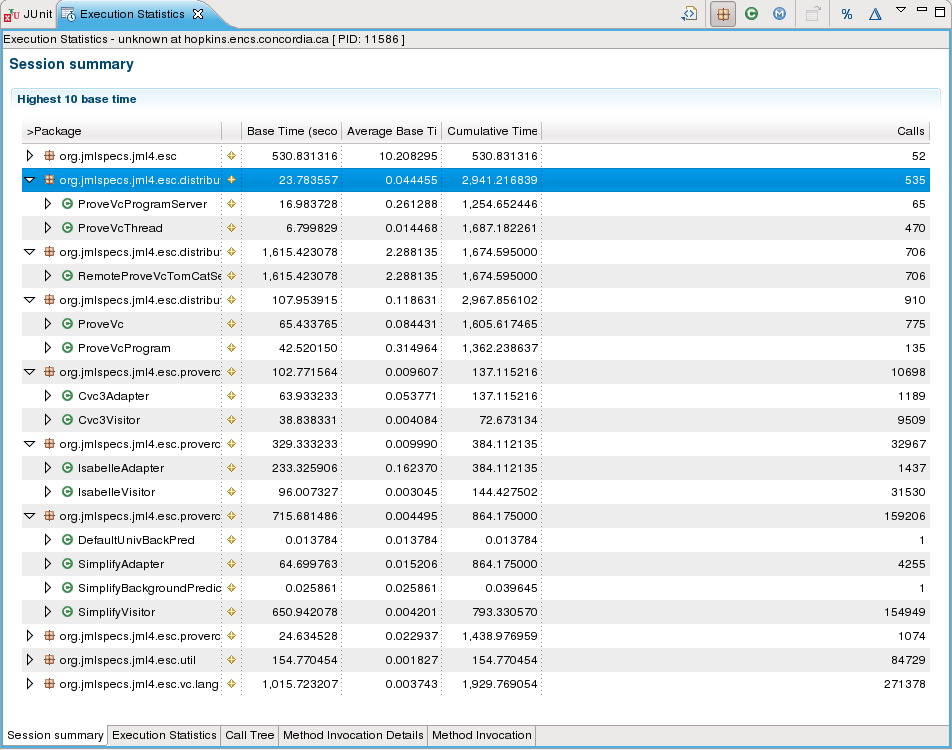 JUnit Execution Statistics
Execution Statistics - unknown at hopkins.encs.concordia.ca [ PID: 11586 ]
Session summary
Highest 10 base time
>Package Base Time (seco Average Base Ti Cumulative Time Calls
org.jmlspecs.jml4.esc 530.831316 10.208295 530.831316 52
org.jmlspecs.jml4.esc.distribu 23.783557 0.044455 2,941.216839 535
ProveVcProgramServer 16.983728 0.261288 1,254.652446 65
ProveVcThread 6.799829 0.014468 1,687.182261 470
org.jmlspecs.jml4.esc.distribu 1,615.423078 2.288135 1,674.595000 706
RemoteProveVcTomCatSe 1,615.423078 2.288135 1,674.595000 706
org.jmlspecs.jml4.esc.distribu 107.953915 0.118631 2,967.856102 910
ProveVc 65.433765 0.084431 1,605.617465 775
ProveVcProgram 42.520150 0.314964 1,362.238637 135
org.jmlspecs.jml4.esc.proverc 102.771564 0.009607 137.115216 10698
Cvc3Adapter 63.933233 0.053771 137.115216 1189
Cvc3Visitor 38.838331 0.004084 72.673134 9509
org.jmlspecs.jml4.esc.proverc 329.333233 0.009990 384.112135 32967
IsabelleAdapter 233.325906 0.162370 384.112135 1437
IsabelleVisitor 96.007327 0.003045 144.427502 31530
org.jmlspecs.jml4.esc.proverc 715.681486 0.004495 864.175000 159206
DefaultUnivBackPred 0.013784 0.013784 0.013784 1
SimplifyAdapter 64.699763 0.015206 864.175000 4255
SimplifyBackgroundPredic 0.025861 0.025861 0.039645 1
SimplifyVisitor 650.942078 0.004201 793.330570 154949
org.jmlspecs.jml4.esc.proverc 24.634528 0.022937 1,438.976959 1074
org.jmlspecs.jml4.esc.util 154.770454 0.001827 154.770454 84729
org.jmlspecs.jml4.esc.vc.lang 1,015.723207 0.003743 1,929.769054 271378
Session summary Execution Statistics Call Tree Method Invocation Details Method Invocation